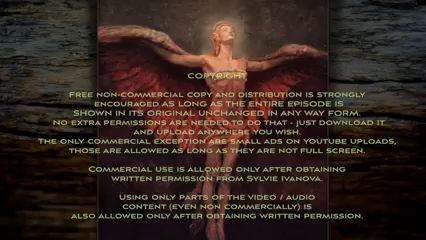 COPYRIGHT
FREE NON-COMMERCIAL COPY AND DISTRIBUTION IS STRONGLY
ENCOURAGED AS LONG AS THE ENTIRE EPISODE IS
SHOWN IN ITS ORIGINAL UNCHANGED IN ANY WAY FORM.
NO EXTRA PERMISSIONS ARE NEEDED TO DO THAT - JUST DOWNLOAD IT
AND UPLOAD ANYWHERE YOU WISH.
THE ONLY COMMERCIAL EXCEPTION ARE SMALL ADS ON YOUTUBE UPLOADS,
THOSE ARE ALLOWED AS LONG AS THEY ARE NOT FULL SCREEN.
COMMERCIAL USE IS ALLOWED ONLY AFTER OBTAINING
WRITTEN PERMISSION FROM SYLVIE IVANOVA.
USING ONLY PARTS OF THE VIDEO / AUDIO
CONTENT (EVEN NON COMMERCIALLY) IS
ALSO ALLOWED ONLY AFTER OBTAINING WRITTEN PERMISSION.